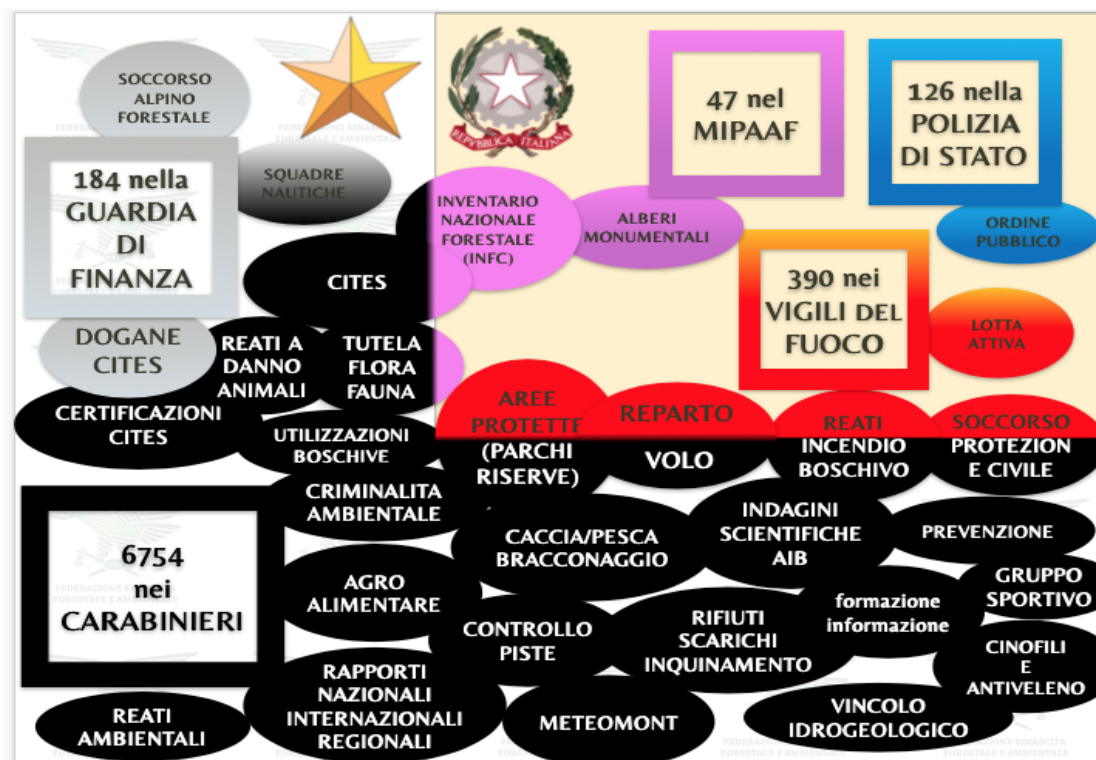 SOCCORSO
ALPINO
FORESTALE
REPVBBLICA ITALIANA
47 nel
MIPAAF
126 nella
POLIZIA
DI STATO
184 nella
GUARDIA
DI
FINANZA
SQUADRE
NAUTICHE
INVENTARIO
NAZIONALE
FORESTALE
(INFC)
ALBERI
MONUMENTALI
ORDINE
PUBBLICO
CITES
390 nei
VIGILI DEL
FUOCO
LOTTA
ATTIVA
DOGANE
CITES
REATI A
DANNO
ANIMALI
TUTELA
FLORA
FAUNA
CERTIFICAZIONI
CITES
UTILIZZAZIONI
BOSCHIVE
AREE
PROTETTE
(PARCHI
RISERVE)
REPARTO
VOLO
REATI
INCENDIO
BOSCHIVO
SOCCORSO
PROTEZION
E CIVILE
CRIMINALITA
AMBIENTALE
CACCIA/PESCA
BRACCONAGGIO
INDAGINI
SCIENTIFICHE
AIB
PREVENZIONE
6754
nei
CARABINIERI
AGRO
ALIMENTARE
CONTROLLO
PISTE
RIFIUTI
SCARICHI
INQUINAMENTO
formazione
informazione
GRUPPO
SPORTIVO
CINOFILI
E
ANTIVELENO
REATI
AMBIENTALI
RAPPORTI
NAZIONALI
INTERNAZIONALI
REGIONALI
METEOMONT
VINCOLO
IDROGEOLOGICO